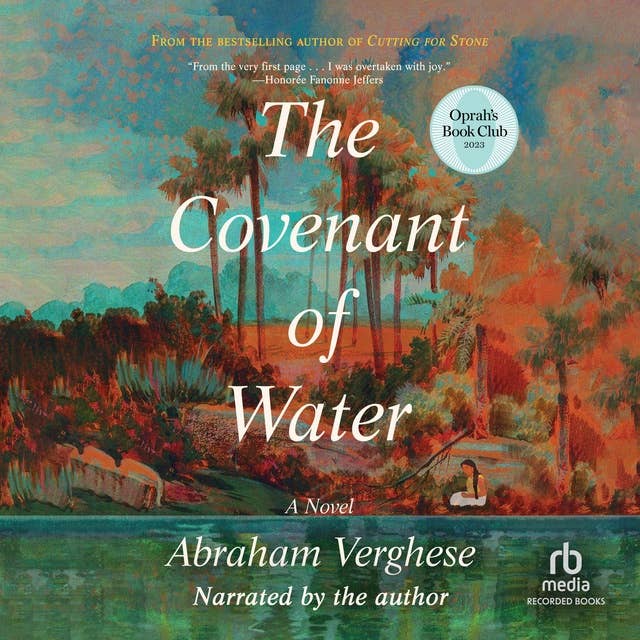 FROM THE BESTSELLING AUTHOR OF CUTTING FOR STONE
“From the very first page . . . I was overtaken with joy.”
—Honorée Fanonne Jeffers
The
Covenant
of
Water
Oprah's
Book Club
2023
A Novel
Abraham Verghese
Narrated by the author
rb
media
RECORDED BOOKS